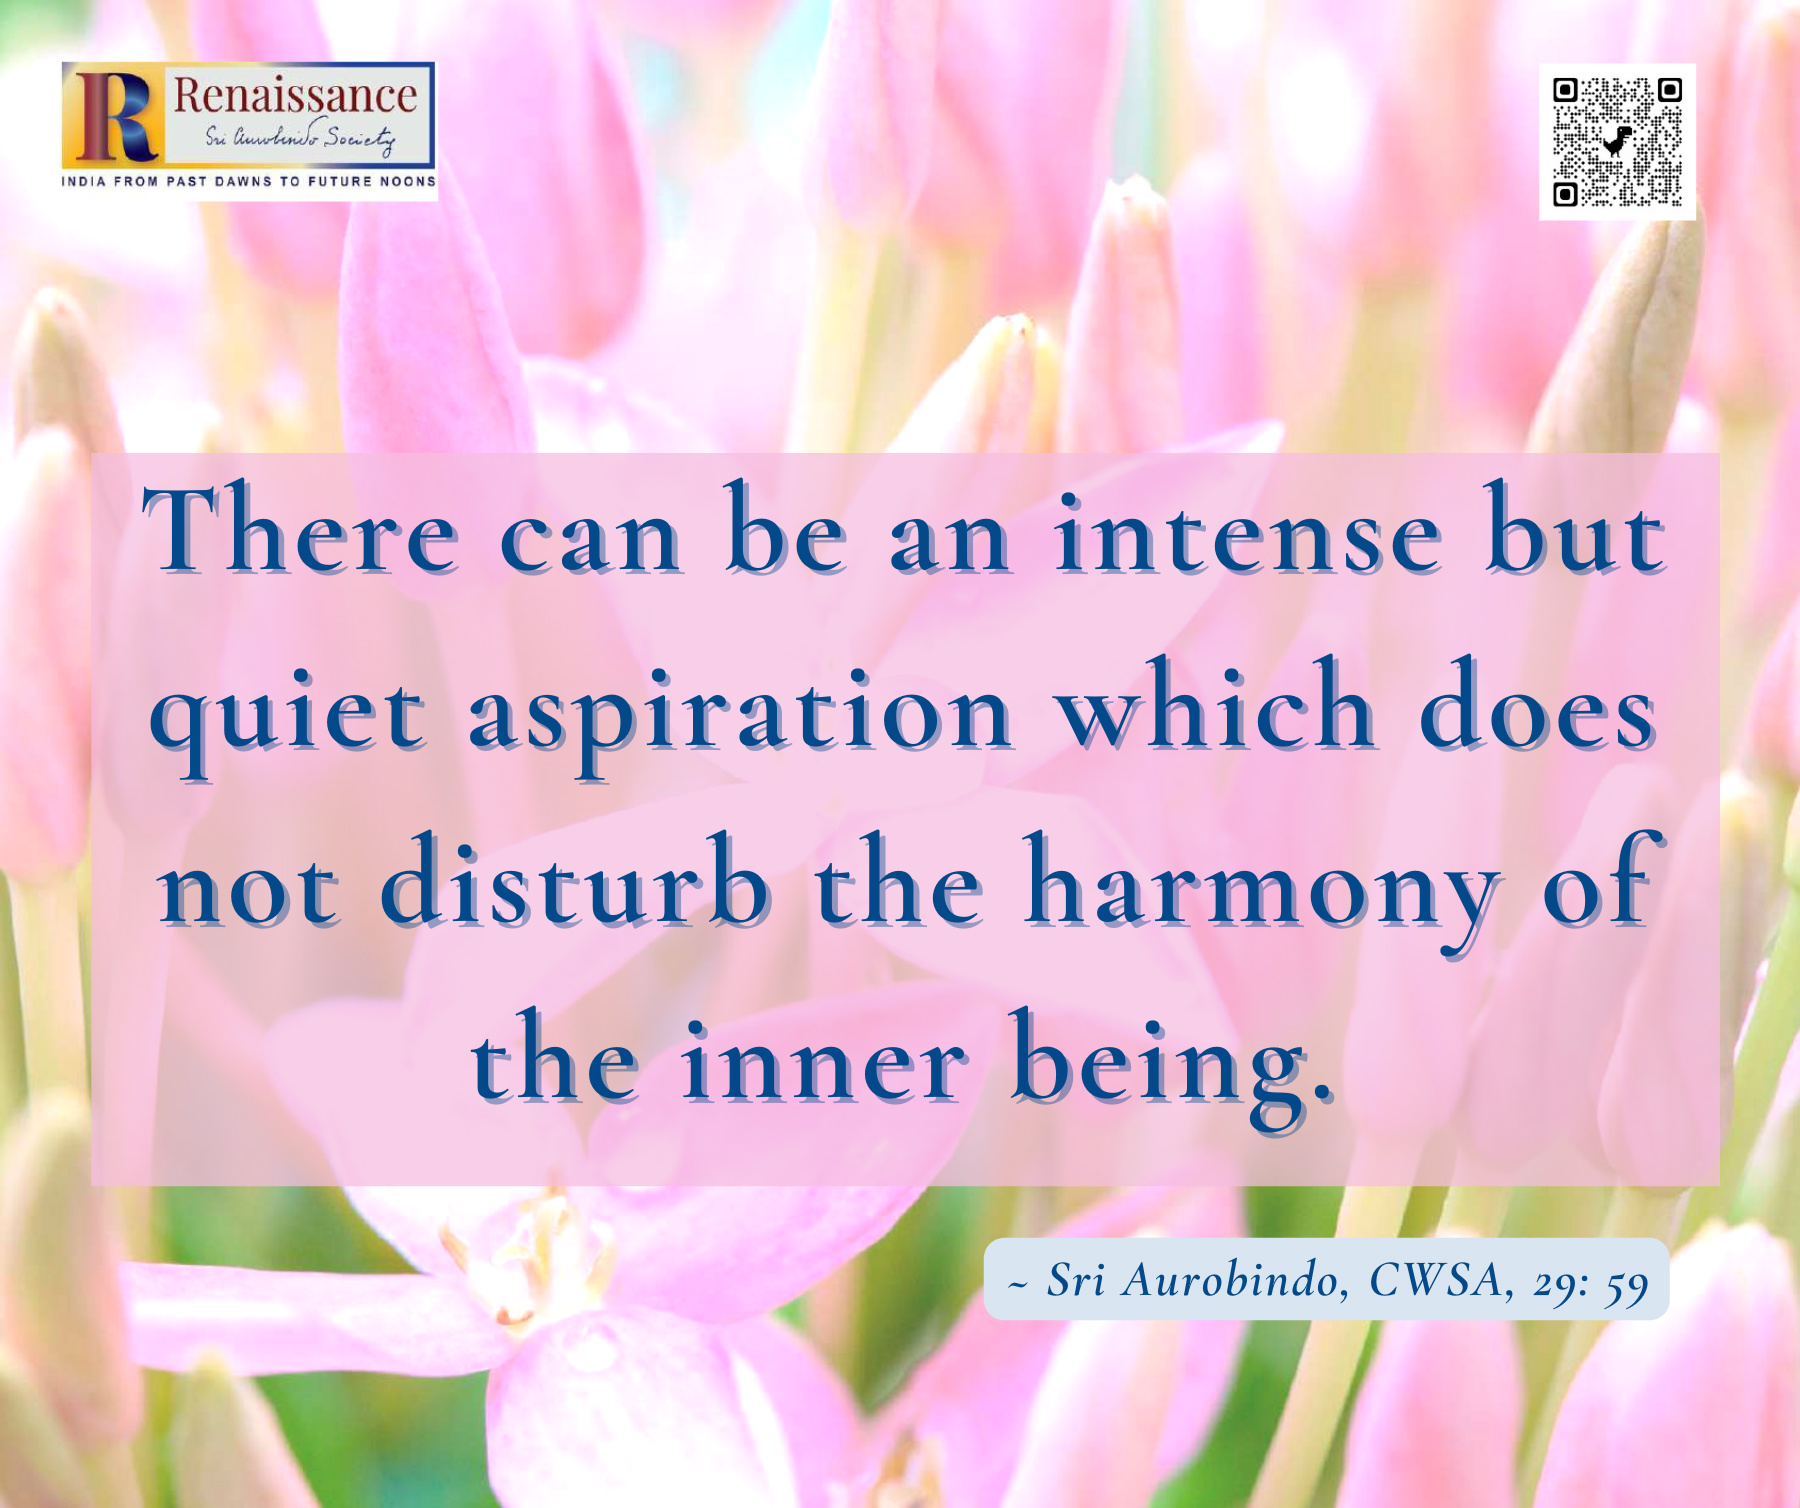 Renaissance
Sri Aurobindo Society
INDIA FROM PAST DAWNS TO FUTURE NOONS
There can be an intense but
quiet aspiration which does
not disturb the harmony of
the inner being.
~ Sri Aurobindo, CWSA, 29: 59